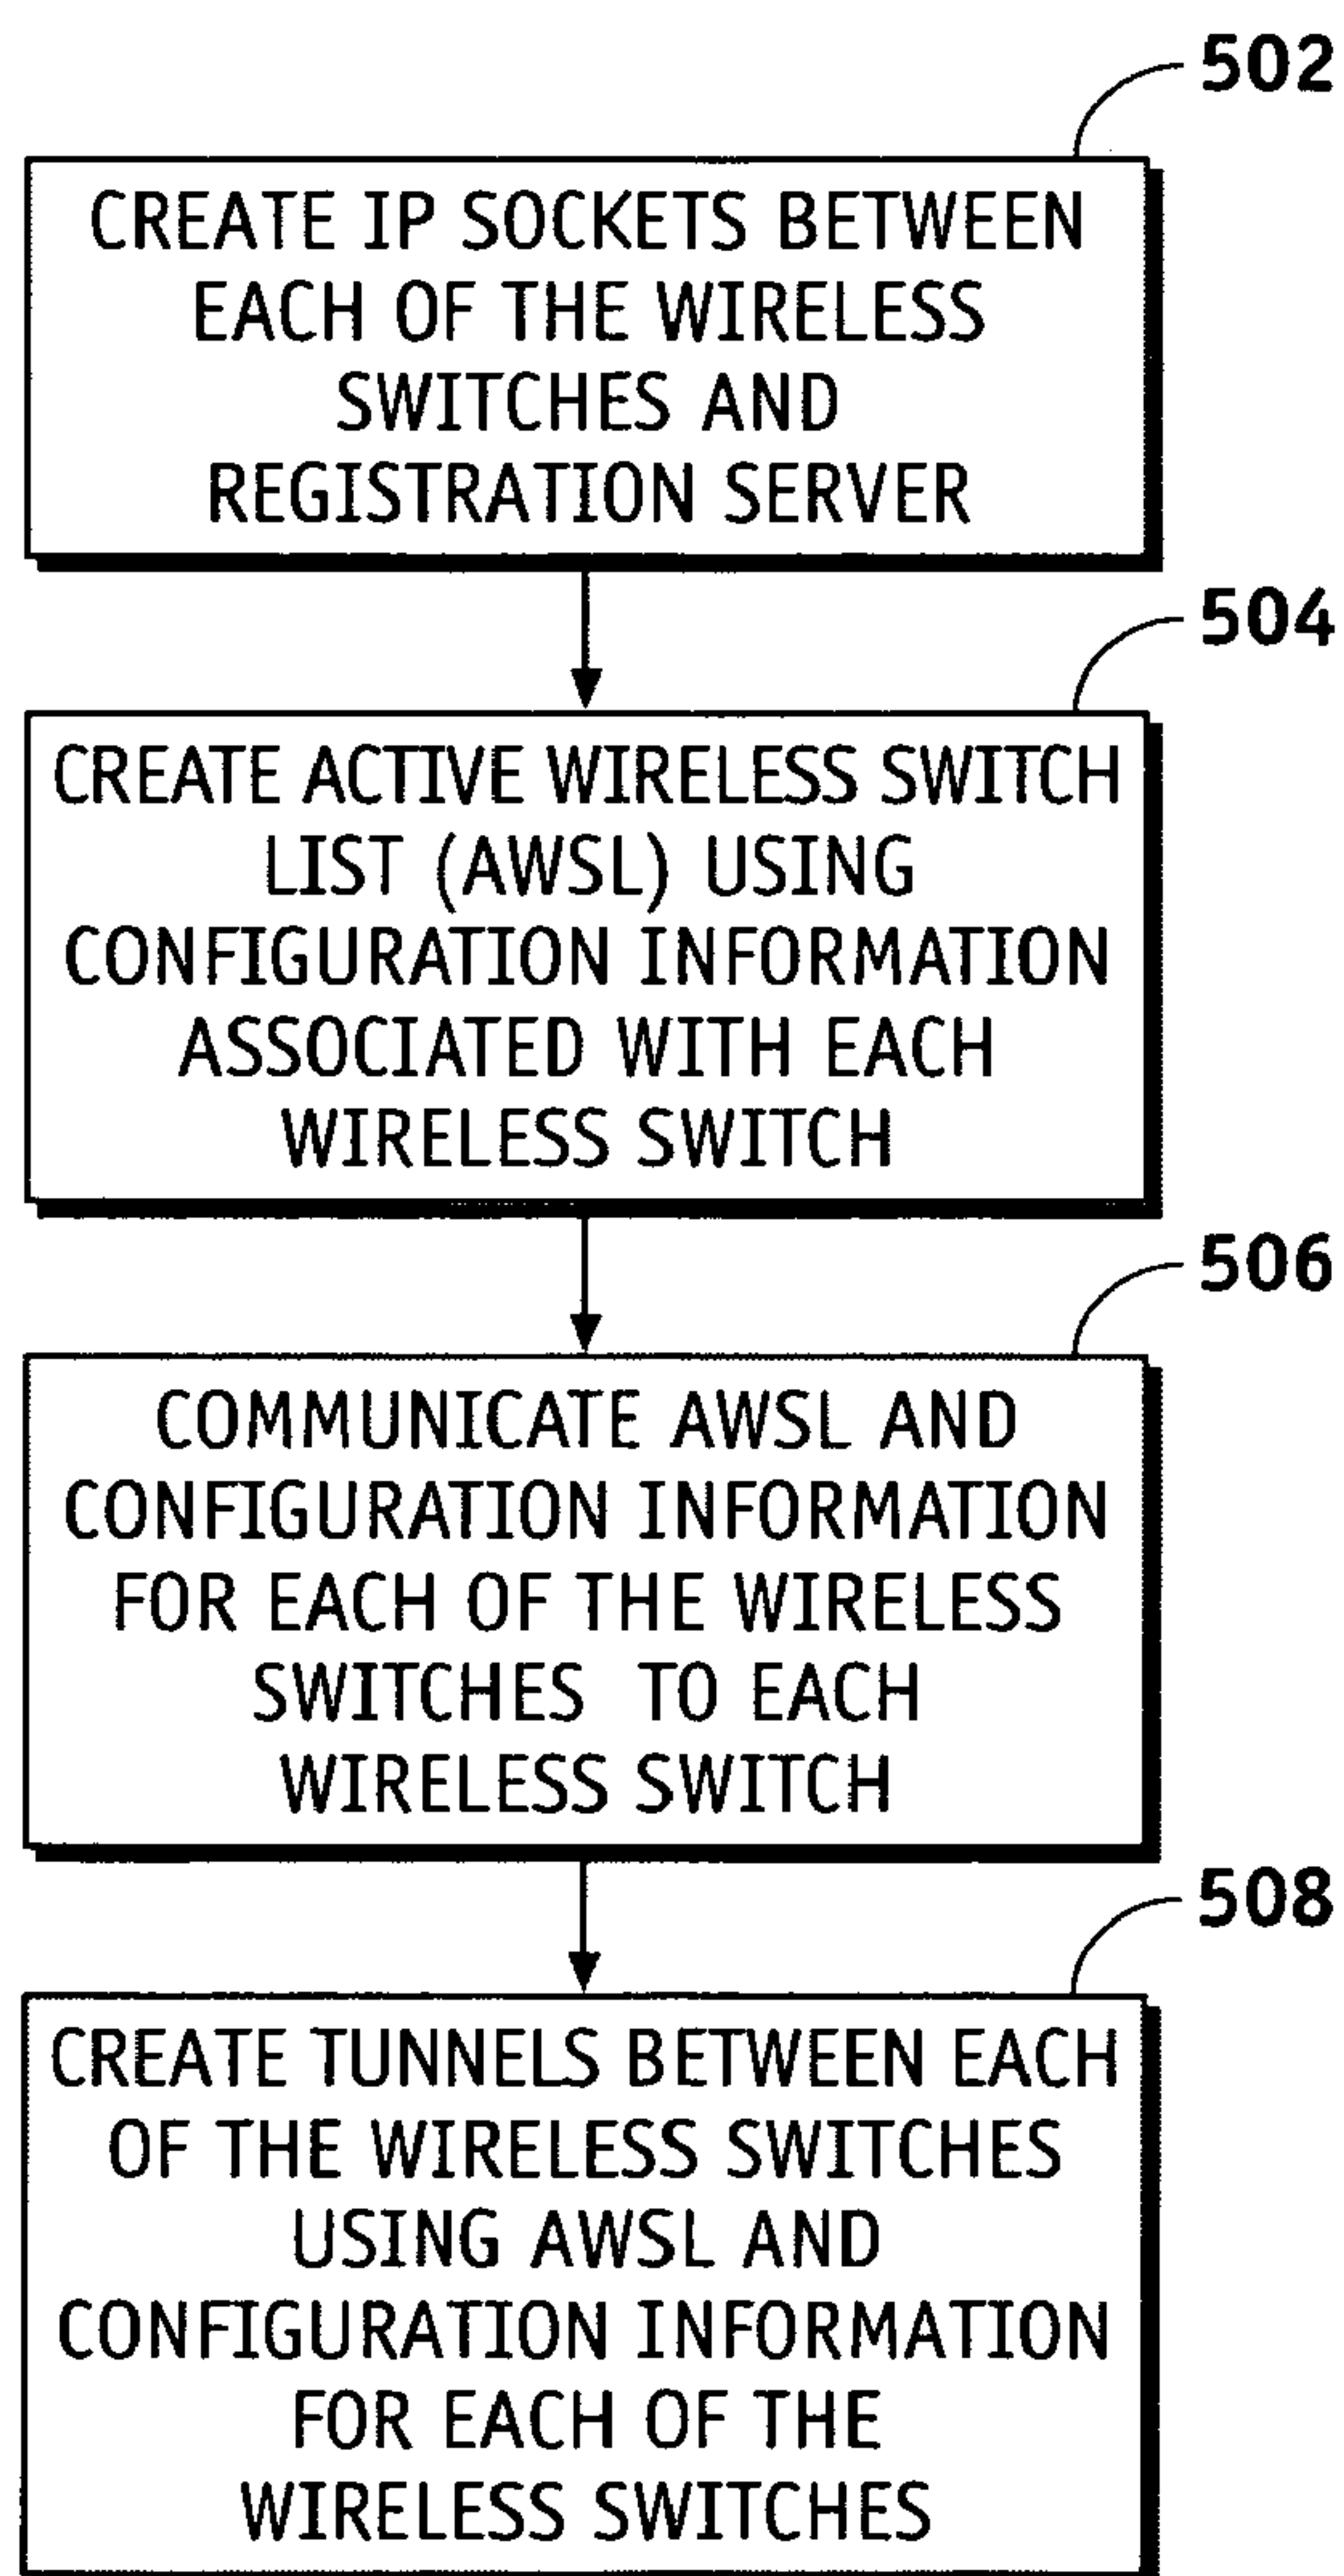 502
CREATE IP SOCKETS BETWEEN
EACH OF THE WIRELESS
SWITCHES AND
REGISTRATION SERVER
504
CREATE ACTIVE WIRELESS SWITCH
LIST (AWSL) USING
CONFIGURATION INFORMATION
ASSOCIATED WITH EACH
WIRELESS SWITCH
506
COMMUNICATE AWSL AND
CONFIGURATION INFORMATION
FOR EACH OF THE WIRELESS
SWITCHES TO EACH
WIRELESS SWITCH
508
CREATE TUNNELS BETWEEN EACH
OF THE WIRELESS SWITCHES
USING AWSL AND
CONFIGURATION INFORMATION
FOR EACH OF THE
WIRELESS SWITCHES